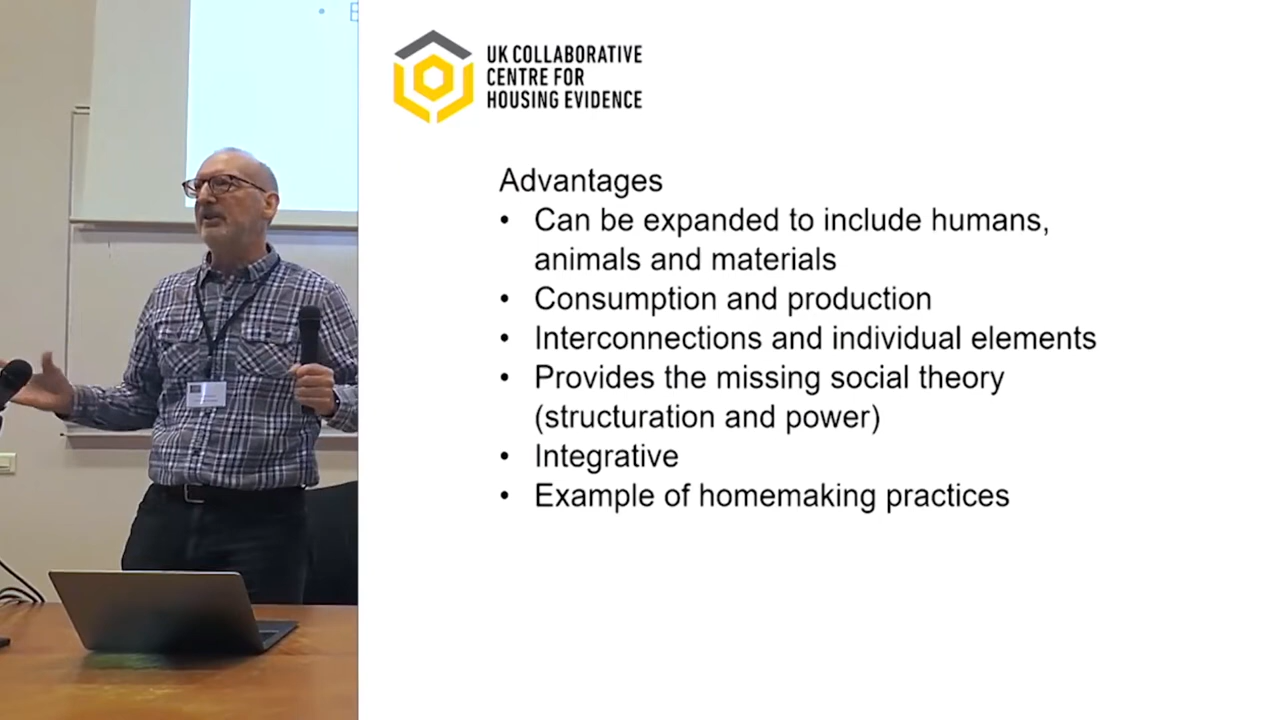 UK COLLABORATIVE
CENTRE FOR
HOUSING EVIDENCE
Advantages
• Can be expanded to include humans,
animals and materials
• Consumption and production
• Interconnections and individual elements
• Provides the missing social theory
(structuration and power)
• Integrative
• Example of homemaking practices